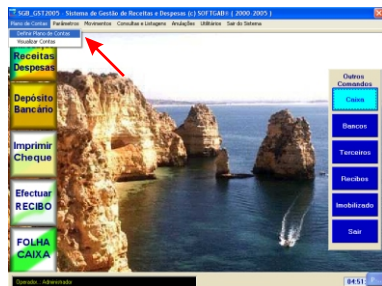 SGB_GST2005 - Sistema de Gestão de Receitas e Despesas (c) SOFTGAB® ( 2000-2005 )
Plano de Contas Parâmetros Movimentos Consultas e Listagens Anulações Utilitários Sair do Sistema
Define Plano de Contas
Visualizar Contas
Receitas
Despesas
Depósito
Bancário
Imprimir
Cheque
Efectuar
RECIBO
FOLHA
CAIXA
Outros
Comandos
Caixa
Bancos
Terceiros
Recibos
Imobilizado
Sair
Operador. : Administrador
04:51: